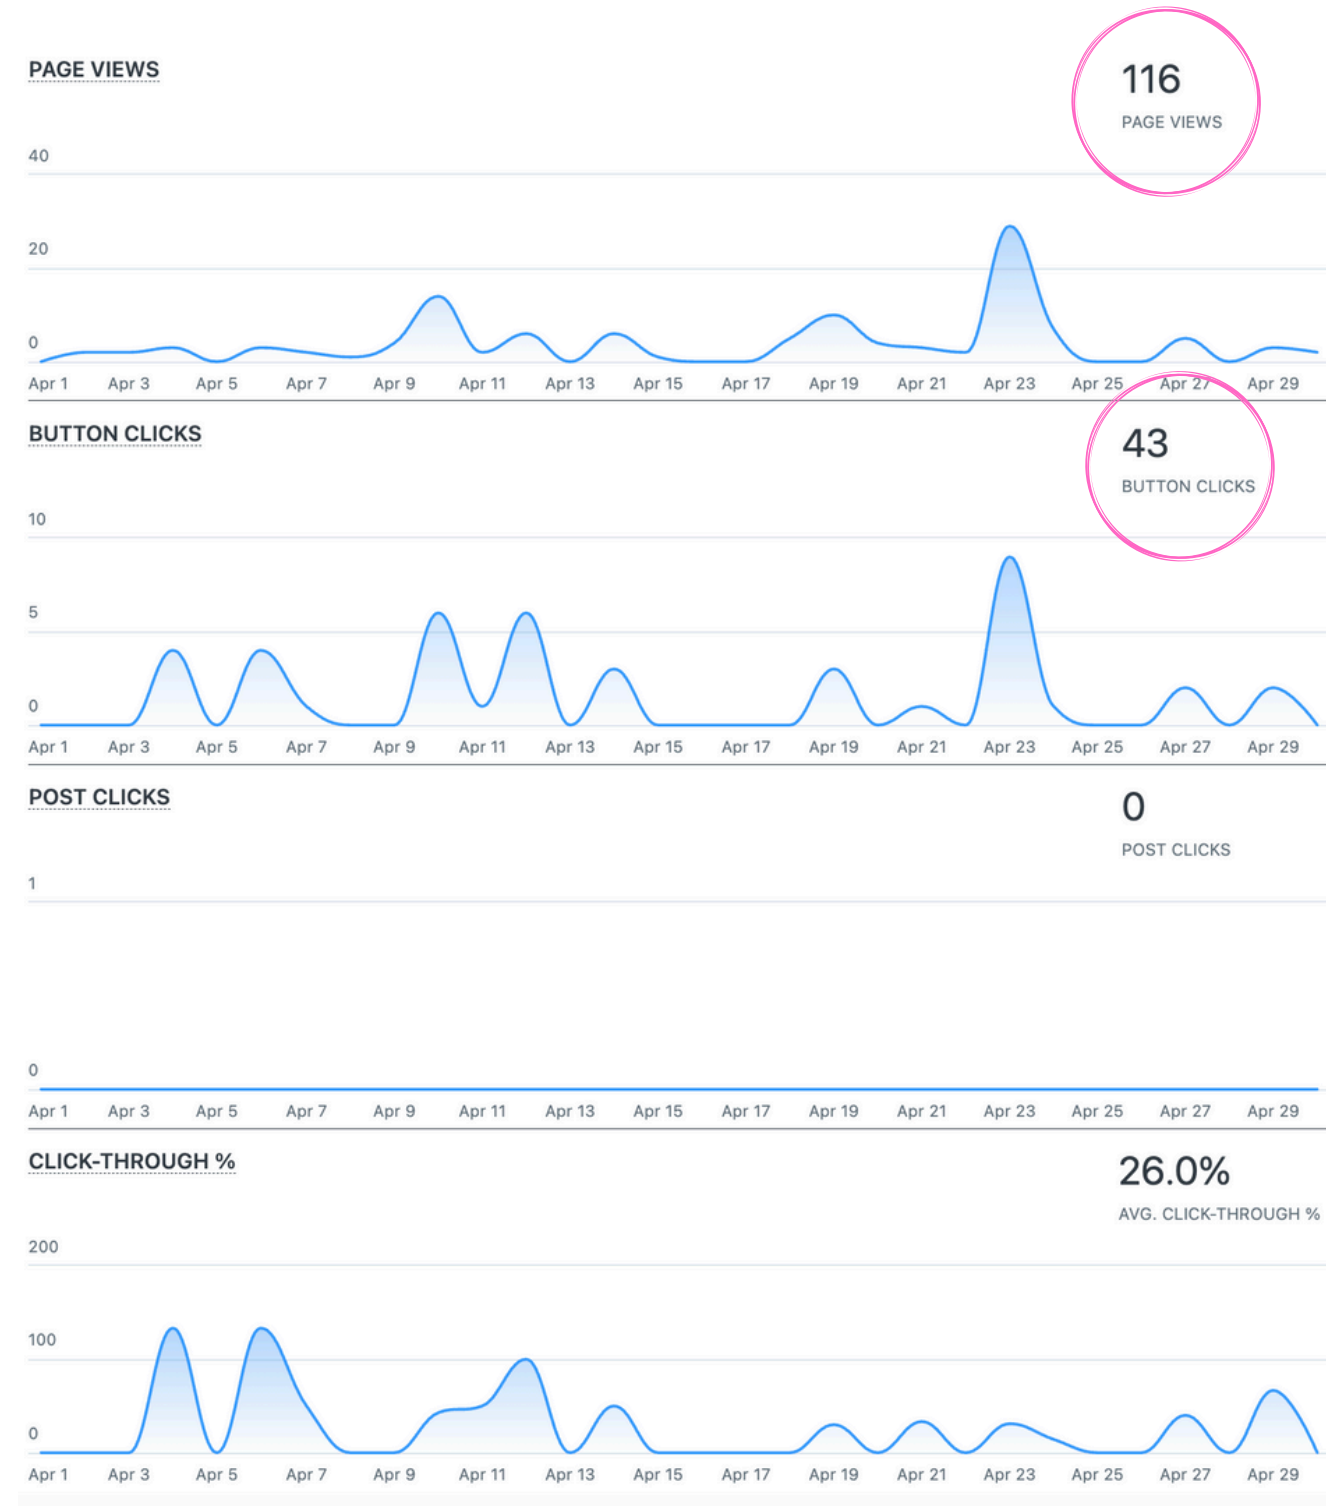 PAGE VIEWS
116
PAGE VIEWS
40
20
0
Apr 1 Apr 3 Apr 5 Apr 7 Apr 9 Apr 11 Apr 13 Apr 15 Apr 17 Apr 19 Apr 21 Apr 23 Apr 25 Apr 27 Apr 29
BUTTON CLICKS
43
BUTTON CLICKS
10
5
0
Apr 1 Apr 3 Apr 5 Apr 7 Apr 9 Apr 11 Apr 13 Apr 15 Apr 17 Apr 19 Apr 21 Apr 23 Apr 25 Apr 27 Apr 29
POST CLICKS
0
POST CLICKS
1
0
Apr 1 Apr 3 Apr 5 Apr 7 Apr 9 Apr 11 Apr 13 Apr 15 Apr 17 Apr 19 Apr 21 Apr 23 Apr 25 Apr 27 Apr 29
CLICK-THROUGH %
26.0%
AVG. CLICK-THROUGH %
200
100
0
Apr 1 Apr 3 Apr 5 Apr 7 Apr 9 Apr 11 Apr 13 Apr 15 Apr 17 Apr 19 Apr 21 Apr 23 Apr 25 Apr 27 Apr 29